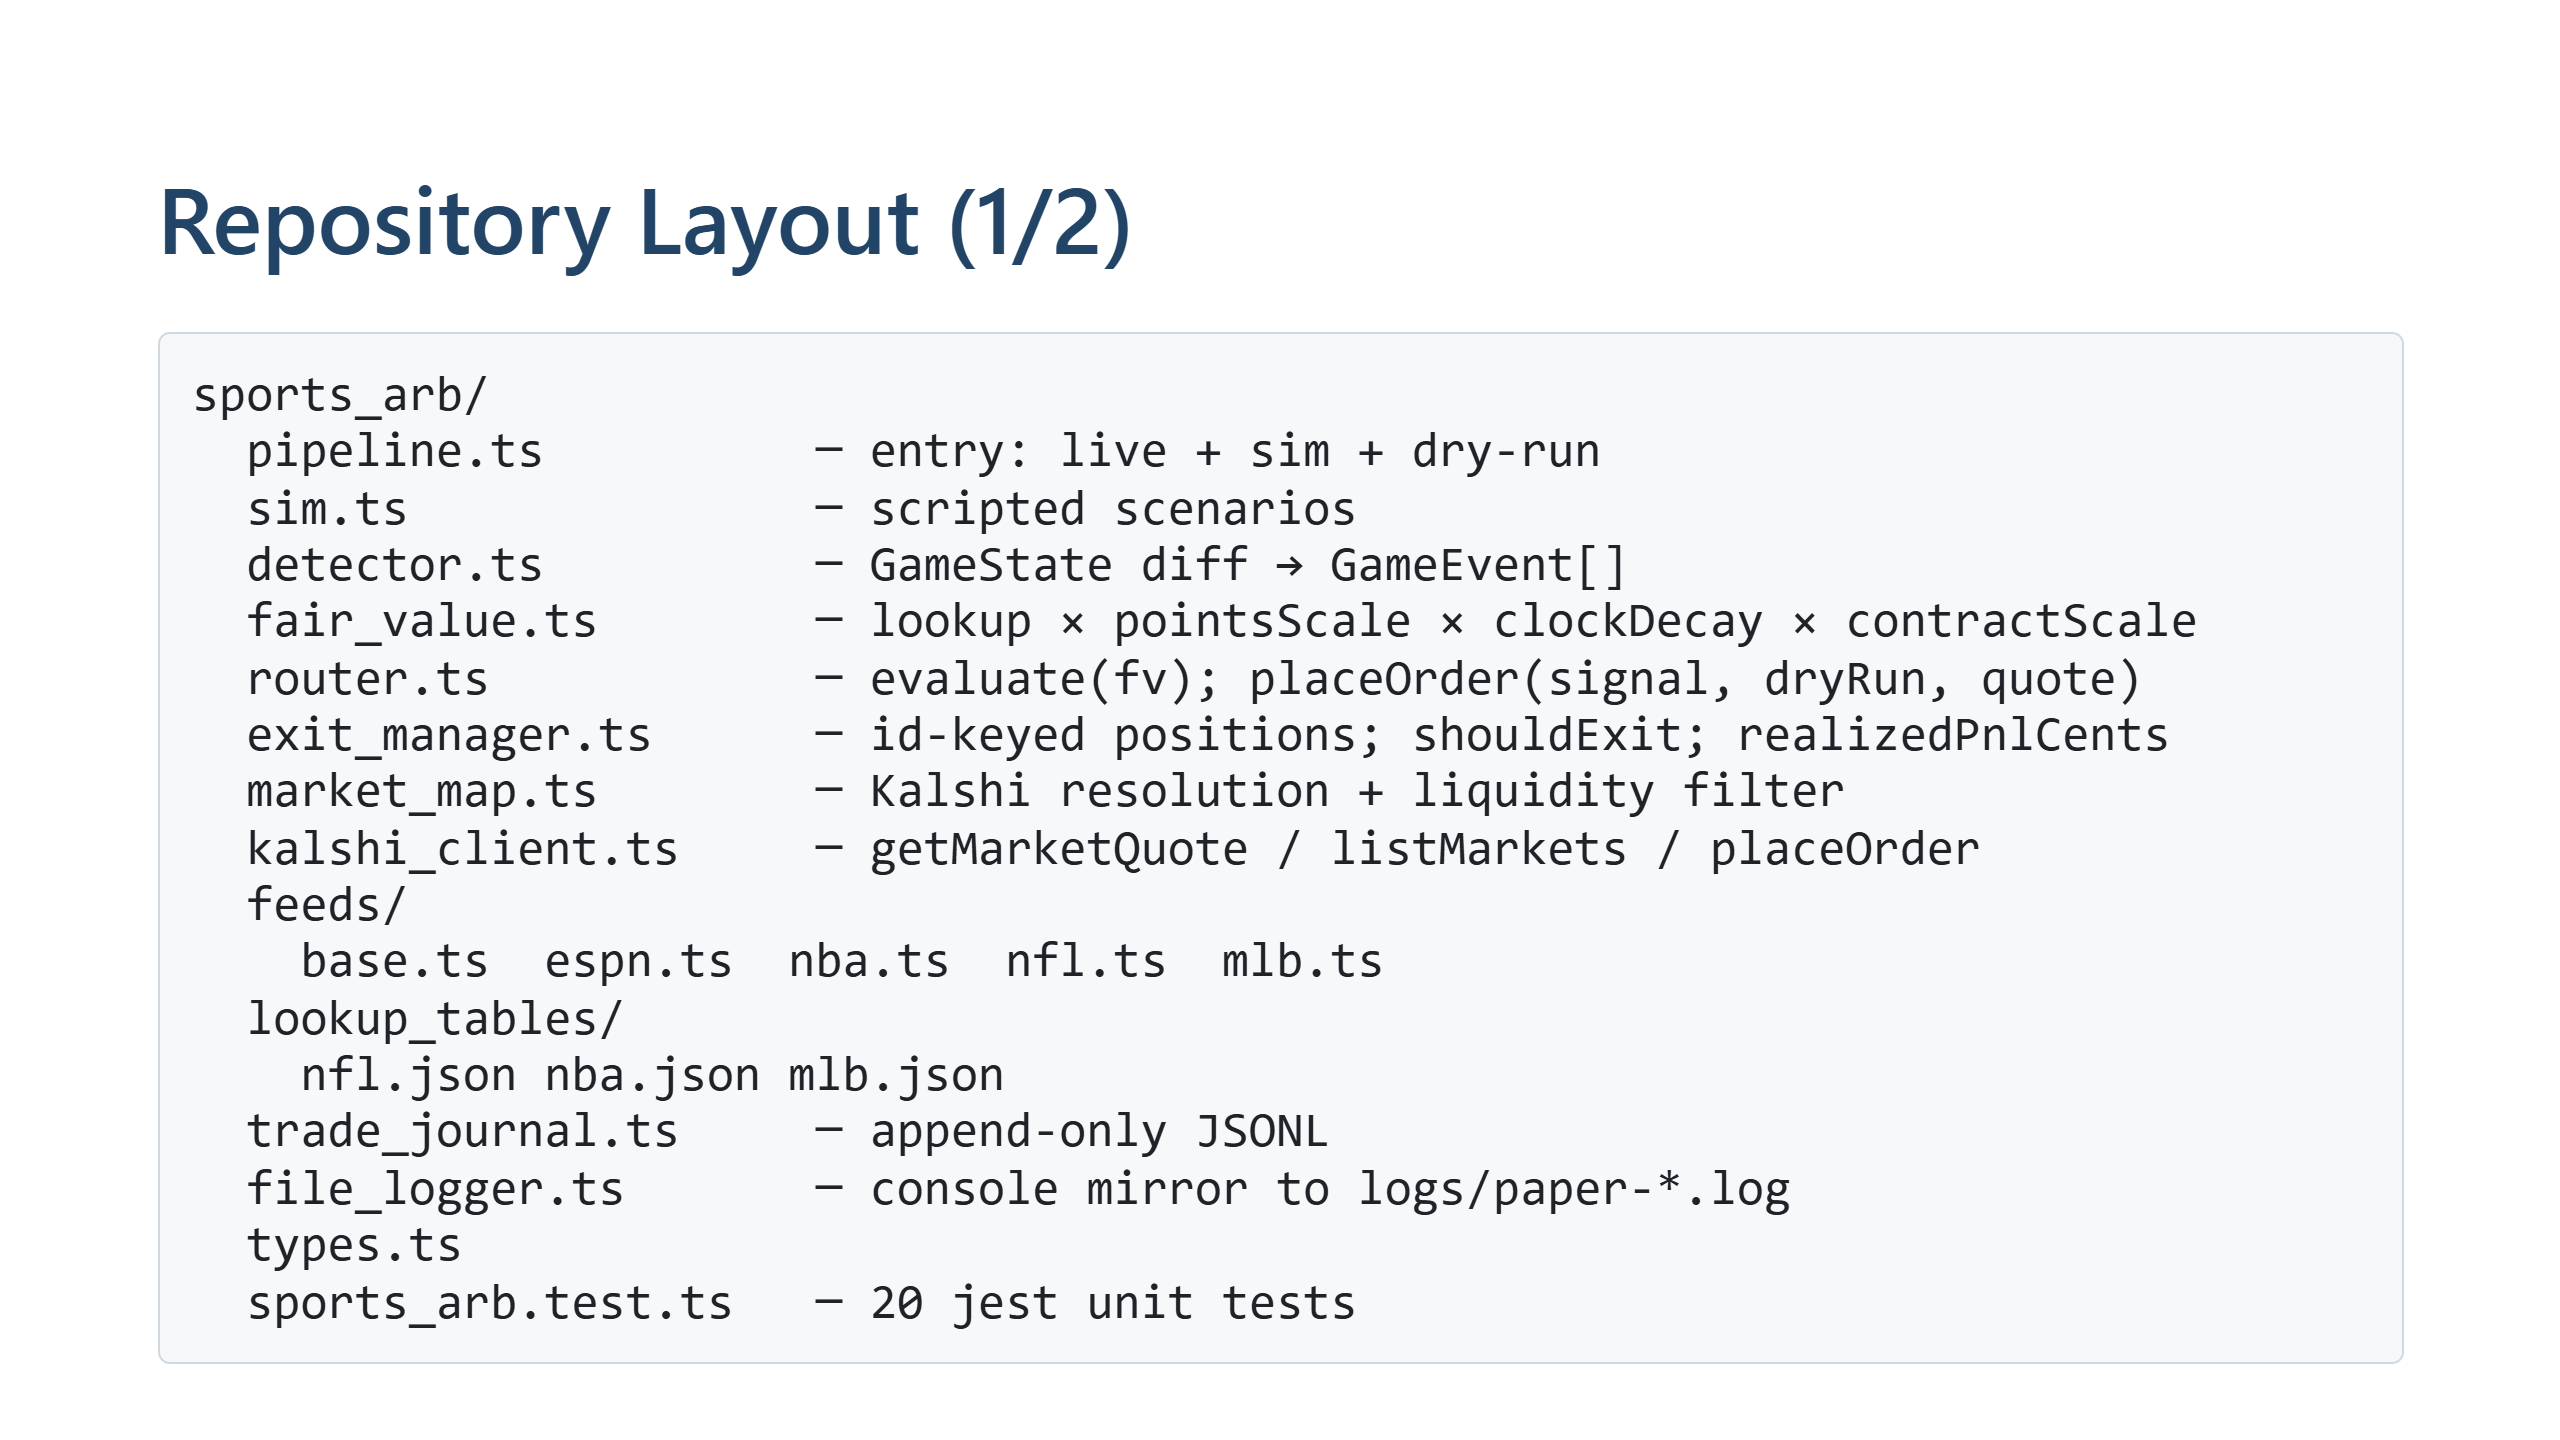 Repository Layout (1/2)
sports_arb/
  pipeline.ts          — entry: live + sim + dry-run
  sim.ts               — scripted scenarios
  detector.ts          — GameState diff → GameEvent[]
  fair_value.ts        — lookup × pointsScale × clockDecay × contractScale
  router.ts            — evaluate(fv); placeOrder(signal, dryRun, quote)
  exit_manager.ts      — id-keyed positions; shouldExit; realizedPnlCents
  market_map.ts        — Kalshi resolution + liquidity filter
  kalshi_client.ts     — getMarketQuote / listMarkets / placeOrder
  feeds/
    base.ts  espn.ts  nba.ts  nfl.ts  mlb.ts
  lookup_tables/
    nfl.json nba.json mlb.json
  trade_journal.ts     — append-only JSONL
  file_logger.ts       — console mirror to logs/paper-*.log
  types.ts
  sports_arb.test.ts   — 20 jest unit tests